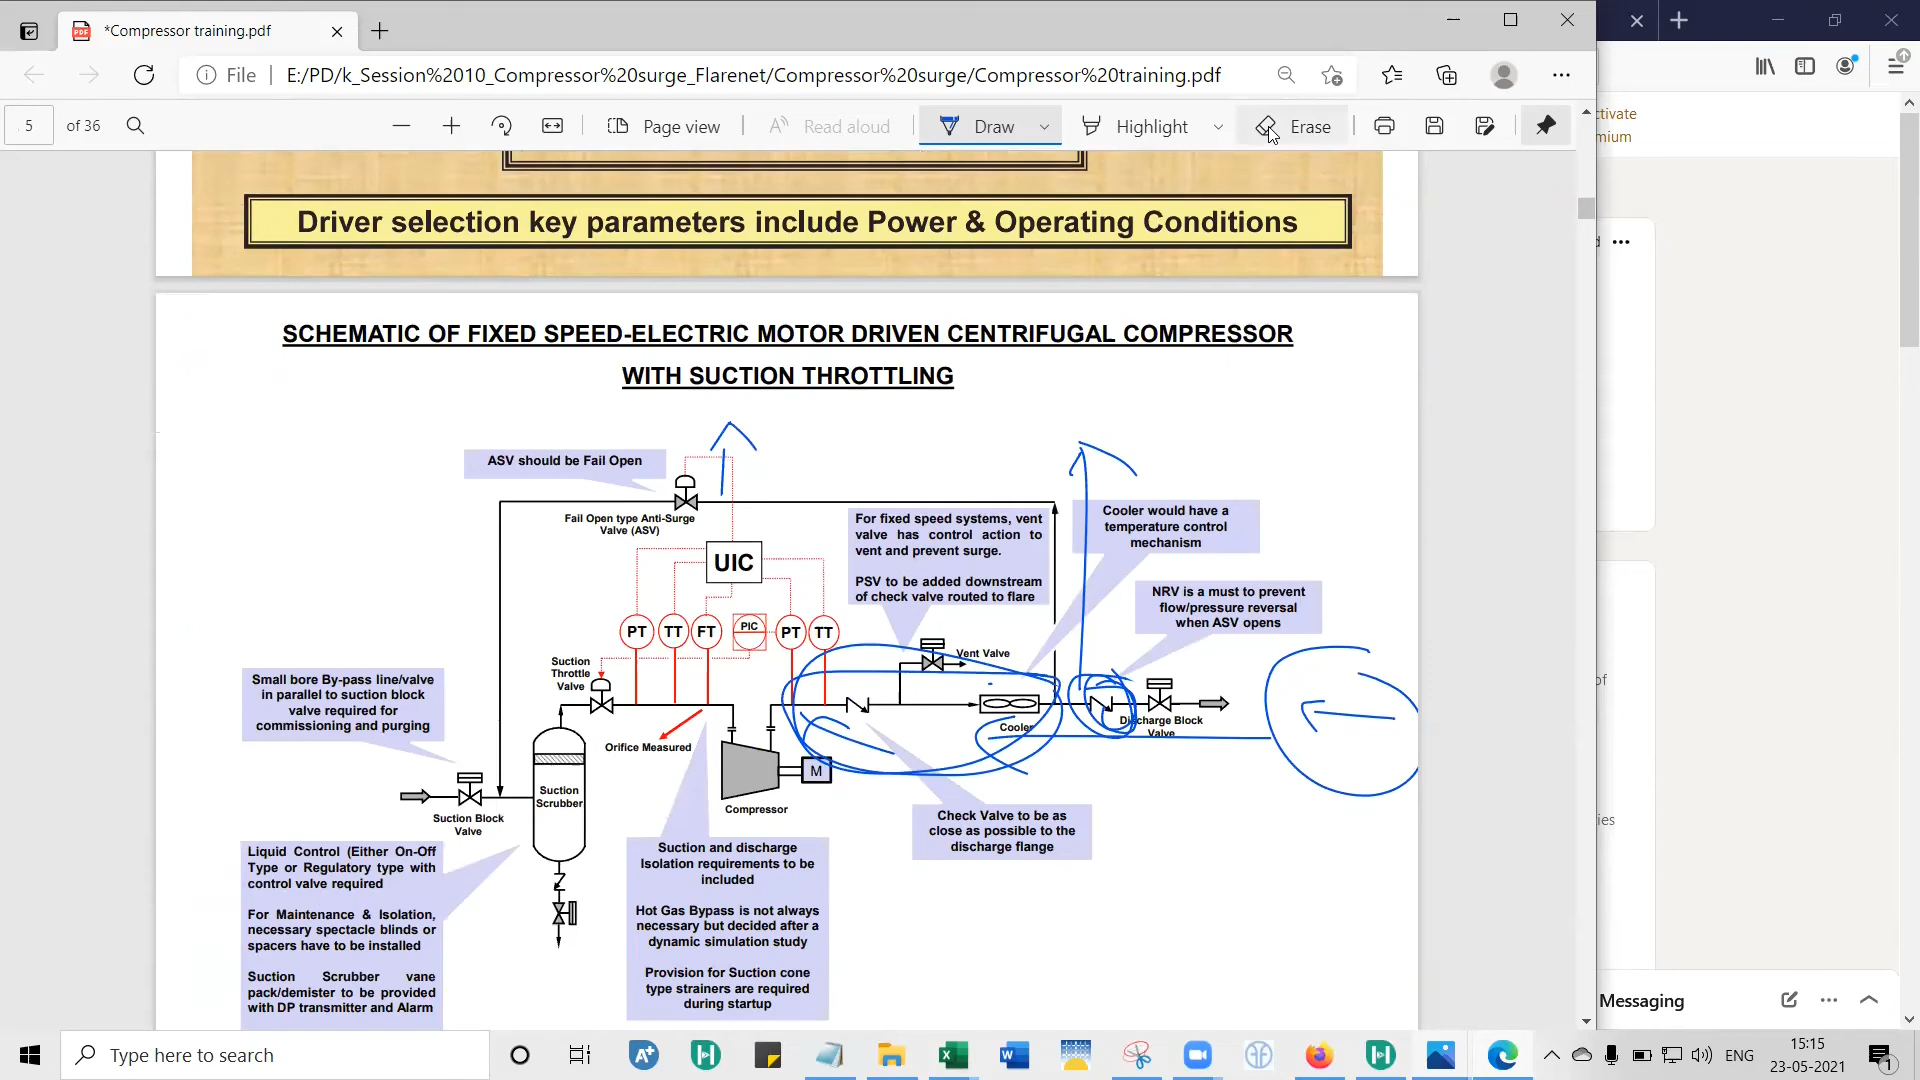 *Compressor training.pdf
File
E:/PD/k_Session%2010_Compressor%20surge_Flarenet/Compressor%20surge/Compressor%20training.pdf
5 of 36
Page view
Read aloud
Draw
Highlight
Erase
Driver selection key parameters include Power & Operating Conditions
SCHEMATIC OF FIXED SPEED-ELECTRIC MOTOR DRIVEN CENTRIFUGAL COMPRESSOR
WITH SUCTION THROTTLING
ASV should be Fail Open
Fail Open type Anti-Surge
Valve (ASV)
UIC
For fixed speed systems, vent
valve has control action to
vent and prevent surge.
PSV to be added downstream
of check valve routed to flare
Cooler would have a
temperature control
mechanism
NRV is a must to prevent
flow/pressure reversal
when ASV opens
PT
TT
FT
PIC
PT
TT
Vent Valve
Suction
Throttle
Valve
Small bore By-pass line/valve
in parallel to suction block
valve required for
commissioning and purging
Orifice Measured
Cooler
Discharge Block
Valve
M
Compressor
Suction
Scrubber
Suction Block
Valve
Check Valve to be as
close as possible to the
discharge flange
Liquid Control (Either On-Off
Type or Regulatory type with
control valve required
For Maintenance & Isolation,
necessary spectacle blinds or
spacers have to be installed
Suction Scrubber vane
pack/demister to be provided
with DP transmitter and Alarm
Suction and discharge
Isolation requirements to be
included
Hot Gas Bypass is not always
necessary but decided after a
dynamic simulation study
Provision for Suction cone
type strainers are required
during startup
ctivate
mium
of
ies
Messaging
Type here to search
ENG
15:15
23-05-2021
1